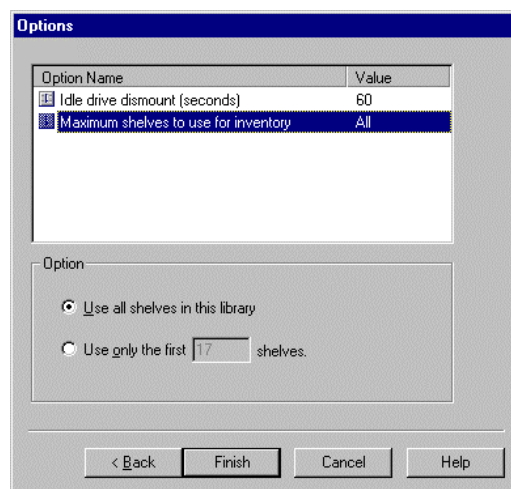 Options
Option Name Value
Idle drive dismount (seconds) 60
Maximum shelves to use for inventory All
Option
Use all shelves in this library
Use only the first 17 shelves.
< Back Finish Cancel Help